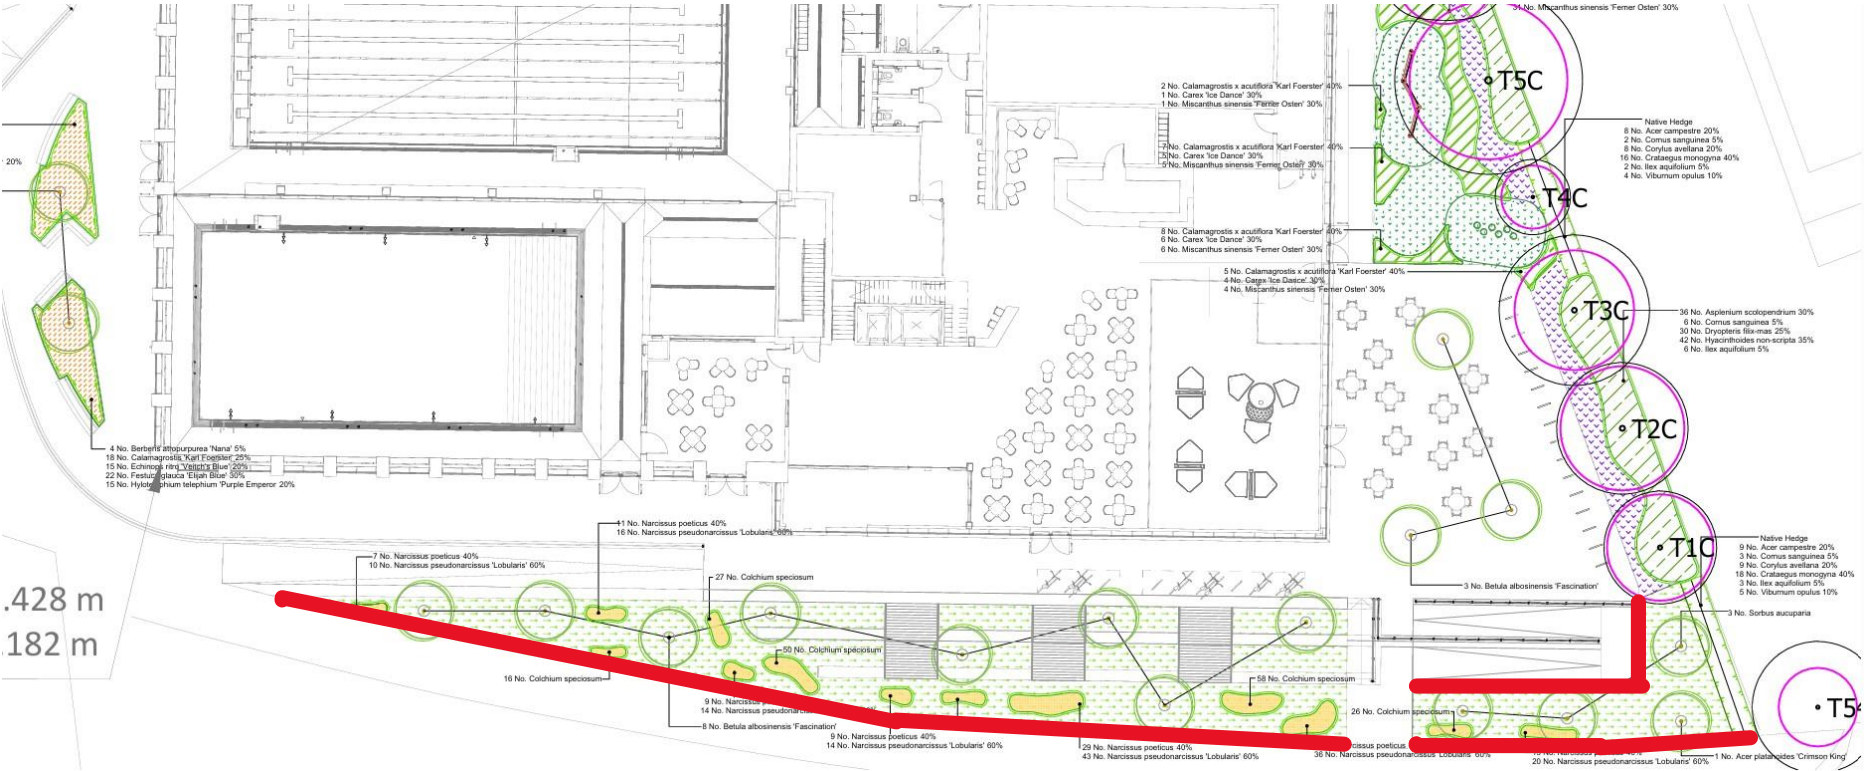 31 No. Miscanthus sinensis 'Ferner Osten' 30%
T5C
2 No. Calamagrostis x acutiflora 'Karl Foerster' 40%
1 No. Carex 'Ice Dance' 30%
1 No. Miscanthus sinensis 'Ferner Osten' 30%
Native Hedge
8 No. Acer campestre 20%
2 No. Cornus sanguinea 5%
8 No. Corylus avellana 20%
16 No. Crataegus monogyna 40%
2 No. Ilex aquifolium 5%
4 No. Viburnum opulus 10%
20%
7 No. Calamagrostis x acutiflora 'Karl Foerster' 40%
5 No. Carex 'Ice Dance' 30%
5 No. Miscanthus sinensis 'Ferner Osten' 30%
T4C
8 No. Calamagrostis x acutiflora 'Karl Foerster' 40%
6 No. Carex 'Ice Dance' 30%
6 No. Miscanthus sinensis 'Ferner Osten' 30%
5 No. Calamagrostis x acutiflora 'Karl Foerster' 40%
4 No. Carex 'Ice Dance' 30%
4 No. Miscanthus sinensis 'Ferner Osten' 30%
T3C
36 No. Asplenium scolopendrium 30%
6 No. Cornus sanguinea 5%
30 No. Dryopteris filix-mas 25%
42 No. Hyacinthoides non-scripta 35%
6 No. Ilex aquifolium 5%
T2C
4 No. Berberis atropurpurea 'Nana' 5%
18 No. Calamagrostis 'Karl Foerster' 25%
15 No. Echinops ritro 'Veitch's Blue' 20%
22 No. Festuca glauca 'Elijah Blue' 30%
15 No. Hylotelephium telephium 'Purple Emperor 20%
11 No. Narcissus poeticus 40%
16 No. Narcissus pseudonarcissus 'Lobularis' 60%
T1C
Native Hedge
9 No. Acer campestre 20%
3 No. Cornus sanguinea 5%
9 No. Corylus avellana 20%
18 No. Crataegus monogyna 40%
3 No. Ilex aquifolium 5%
5 No. Viburnum opulus 10%
7 No. Narcissus poeticus 40%
10 No. Narcissus pseudonarcissus 'Lobularis' 60%
27 No. Colchium speciosum
3 No. Betula albosinensis 'Fascination'
.428 m
182 m
3 No. Sorbus aucuparia
50 No. Colchium speciosum
16 No. Colchium speciosum
58 No. Colchium speciosum
9 No. Narcissus
14 No. Narcissus pseudonarcissus
26 No. Colchium speciosum
T54
8 No. Betula albosinensis 'Fascination'
9 No. Narcissus poeticus 40%
14 No. Narcissus pseudonarcissus 'Lobularis' 60%
29 No. Narcissus poeticus 40%
43 No. Narcissus pseudonarcissus 'Lobularis' 60%
Narcissus poeticus
36 No. Narcissus pseudonarcissus 'Lobularis' 60%
20 No. Narcissus pseudonarcissus 'Lobularis' 60%
1 No. Acer platanoides 'Crimson King'